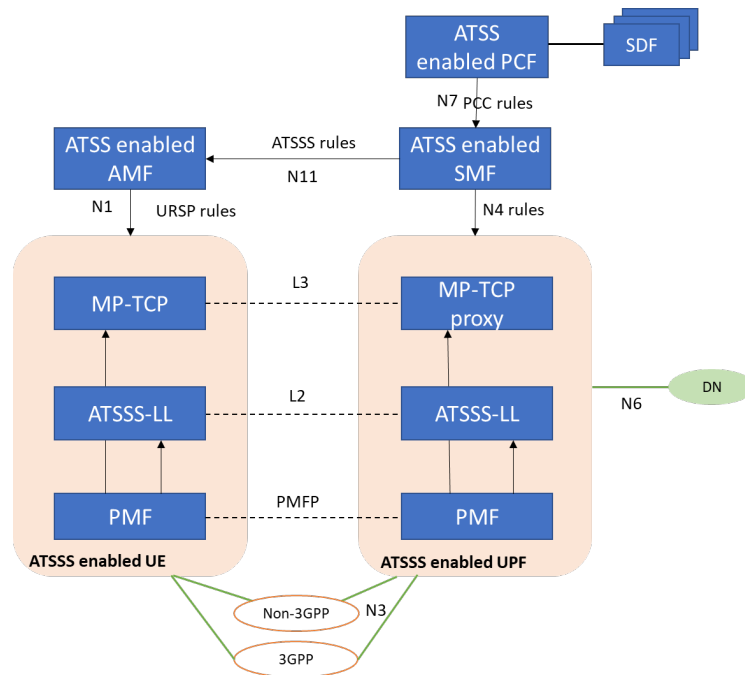 ATSS
enabled PCF
SDF
N7
PCC rules
ATSS enabled
AMF
ATSSS rules
N11
ATSS enabled
SMF
N1
URSP rules
N4 rules
MP-TCP
L3
MP-TCP
proxy
ATSSS-LL
L2
ATSSS-LL
DN
N6
PMF
PMFP
PMF
ATSSS enabled UE
ATSSS enabled UPF
Non-3GPP
N3
3GPP